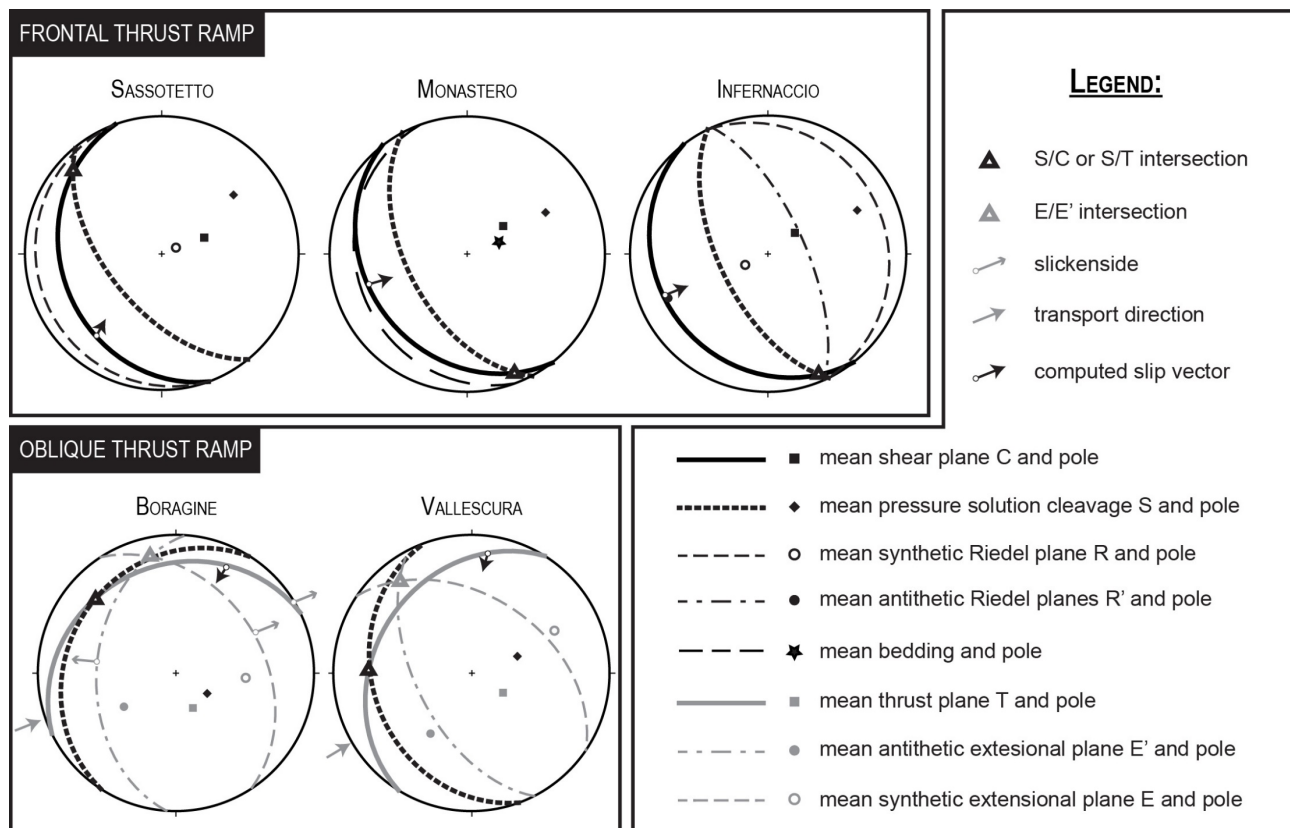 FRONTAL THRUST RAMP
SASSOTETTO
MONASTERO
INFERNACCIO
OBLIQUE THRUST RAMP
BORAGINE
VALLESCURA
LEGEND:
S/C or S/T intersection
E/E' intersection
slickenside
transport direction
computed slip vector
mean shear plane C and pole
mean pressure solution cleavage S and pole
mean synthetic Riedel plane R and pole
mean antithetic Riedel planes R' and pole
mean bedding and pole
mean thrust plane T and pole
mean antithetic extesional plane E' and pole
mean synthetic extensional plane E and pole